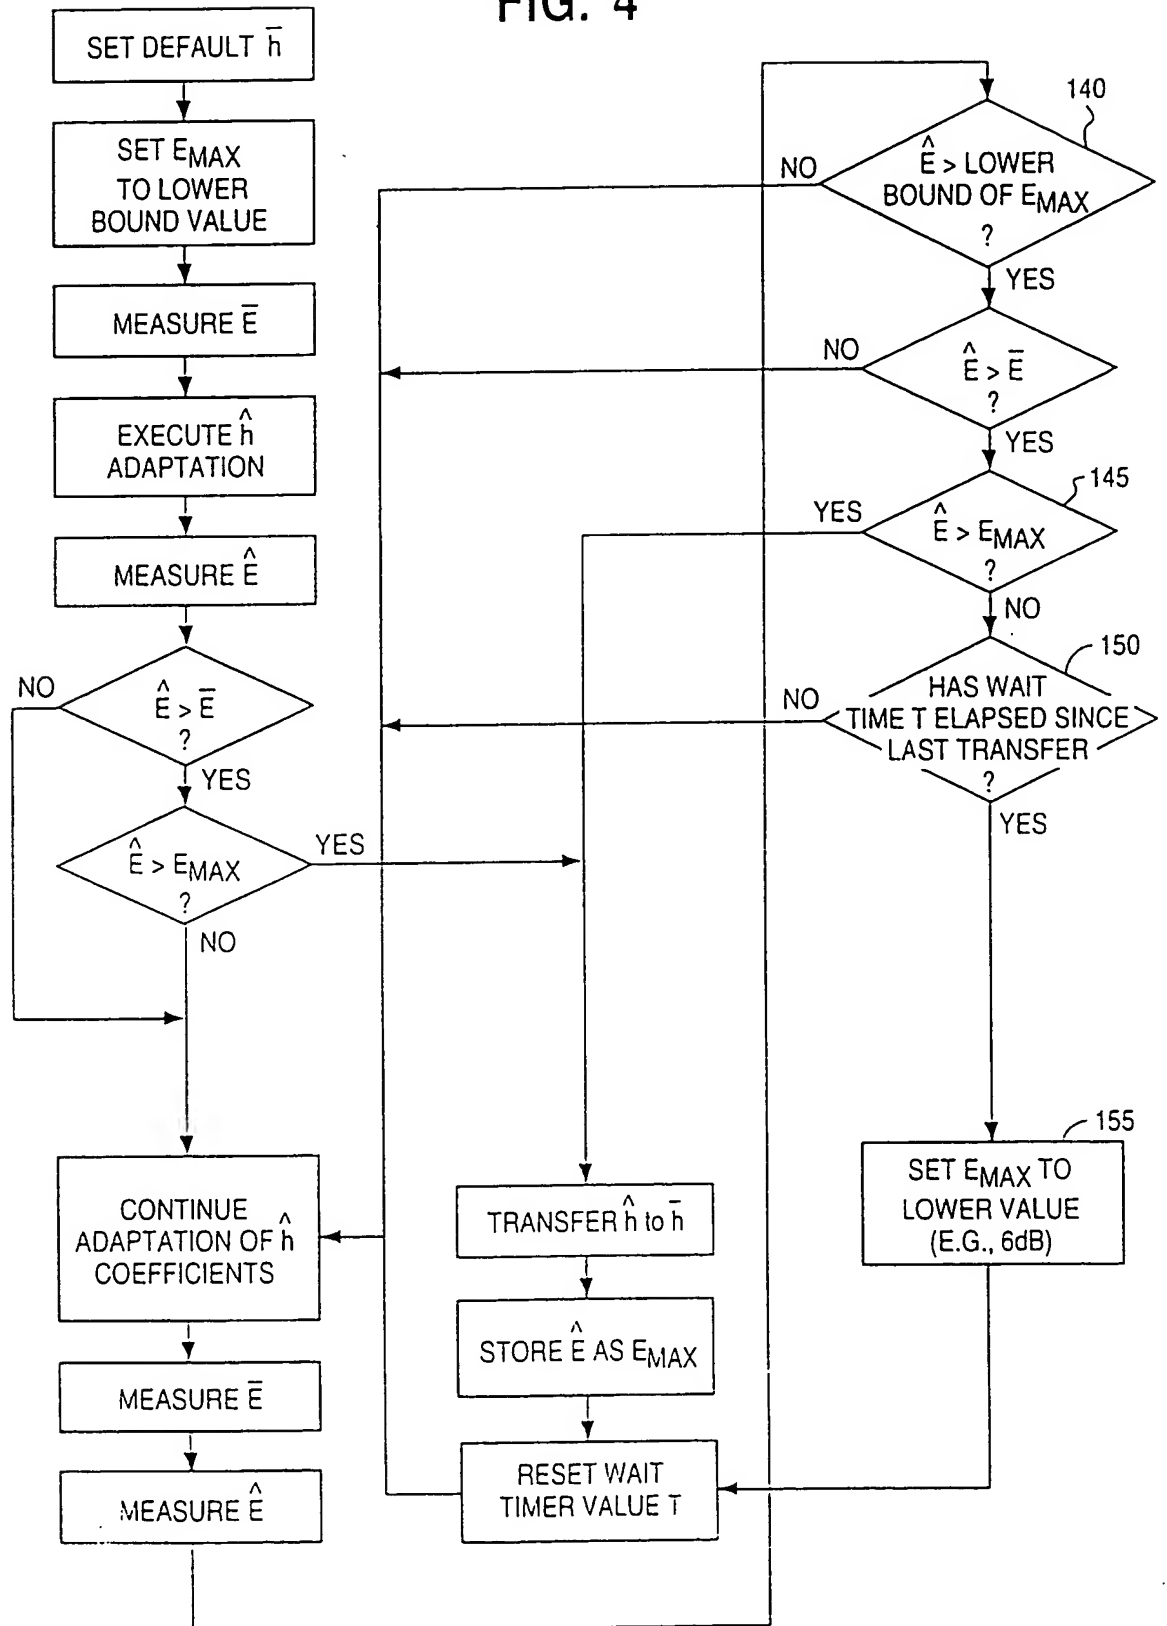 FIG. 4
SET DEFAULT h̅
SET EMAX
TO LOWER
BOUND VALUE
MEASURE E̅
EXECUTE ĥ
ADAPTATION
MEASURE Ê
NO
Ê > E̅
?
YES
Ê > EMAX
?
YES
NO
CONTINUE
ADAPTATION OF ĥ
COEFFICIENTS
MEASURE E̅
MEASURE Ê
TRANSFER ĥ to h̅
STORE Ê AS EMAX
RESET WAIT
TIMER VALUE T
140
Ê > LOWER
BOUND OF EMAX
?
NO
YES
Ê > E̅
?
NO
YES
145
Ê > EMAX
?
YES
NO
150
HAS WAIT
TIME T ELAPSED SINCE
LAST TRANSFER
?
NO
YES
155
SET EMAX TO
LOWER VALUE
(E.G., 6dB)